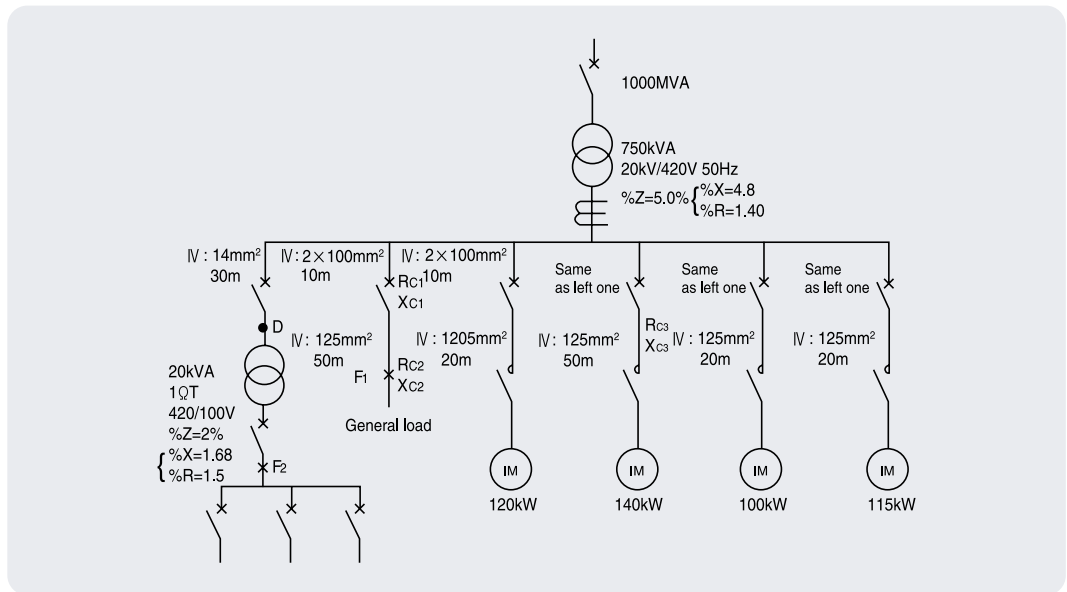 1000MVA
750kVA
20kV/420V 50Hz
%Z=5.0% { %X=4.8
%R=1.40
Ⅳ : 14mm²
30m
Ⅳ : 2×100mm²
10m
RC1
XC1
Ⅳ : 2×100mm²
10m
Same
as left one
Same
as left one
Same
as left one
D
Ⅳ : 125mm²
50m
F1
RC2
XC2
General load
Ⅳ : 1205mm²
20m
Ⅳ : 125mm²
50m
RC3
XC3
Ⅳ : 125mm²
20m
Ⅳ : 125mm²
20m
20kVA
1ΩT
420/100V
%Z=2%
{ %X=1.68
%R=1.5
F2
IM
120kW
IM
140kW
IM
100kW
IM
115kW